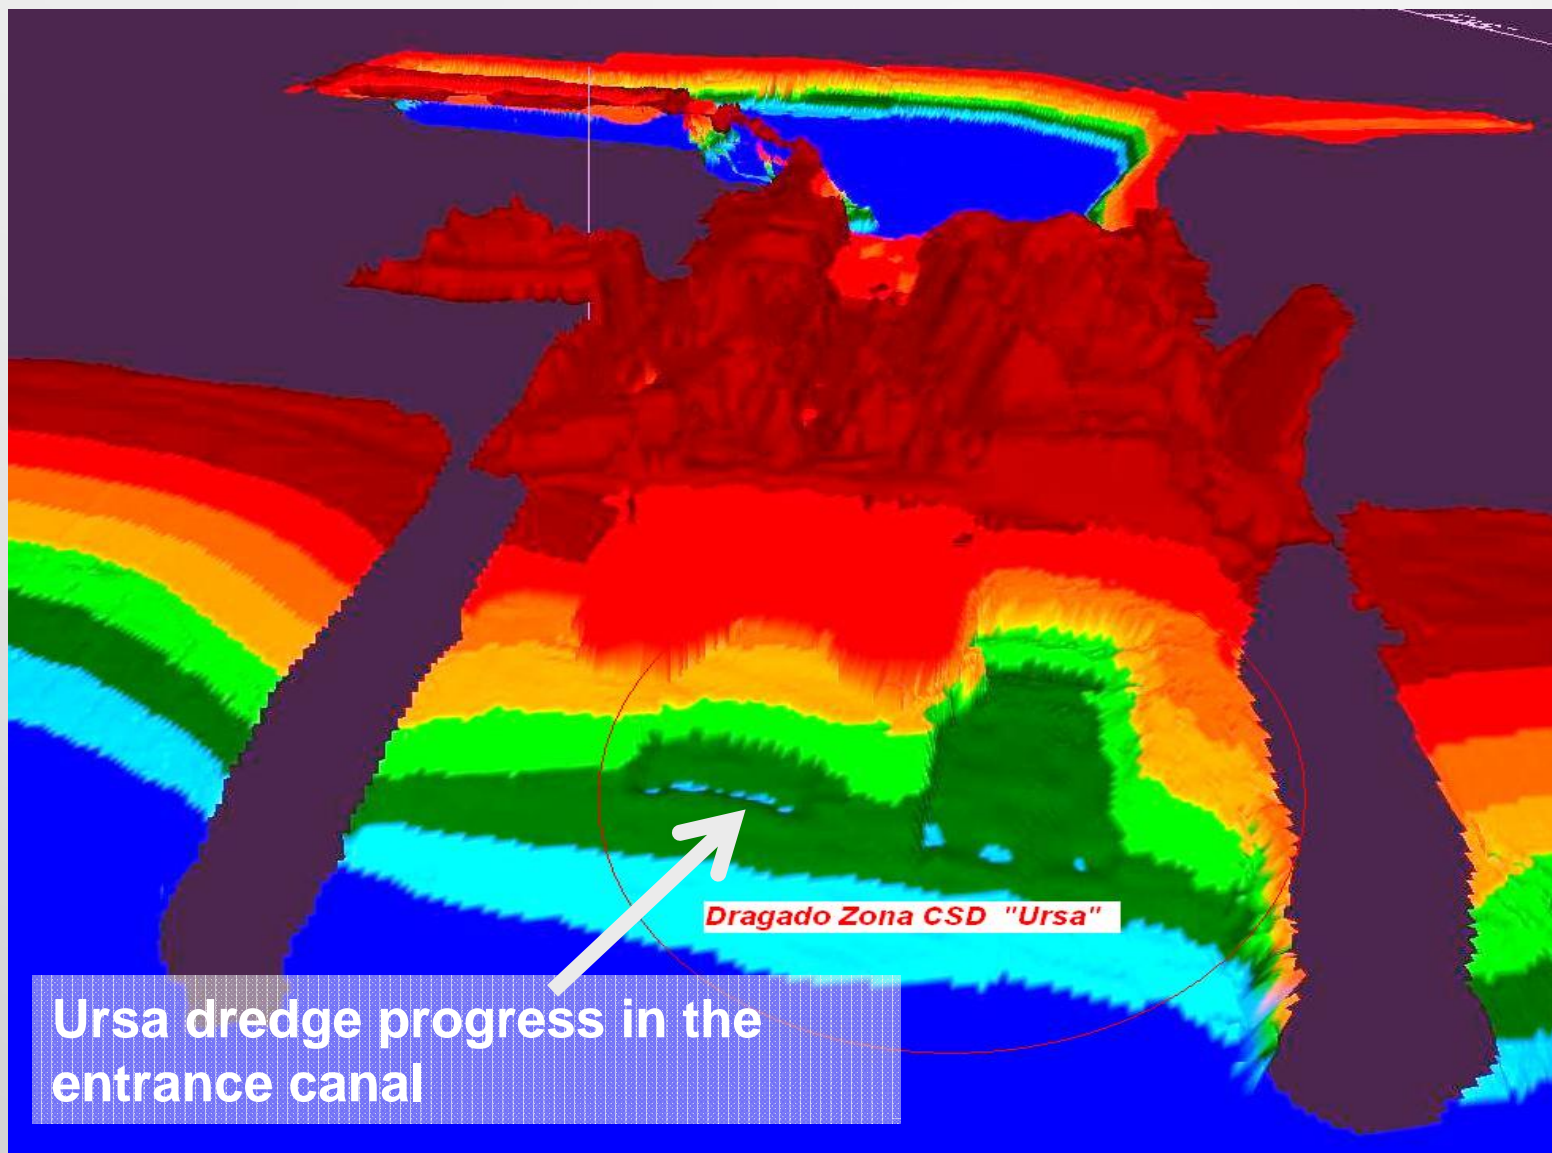 Dragado Zona CSD "Ursa"
Ursa dredge progress in the
entrance canal